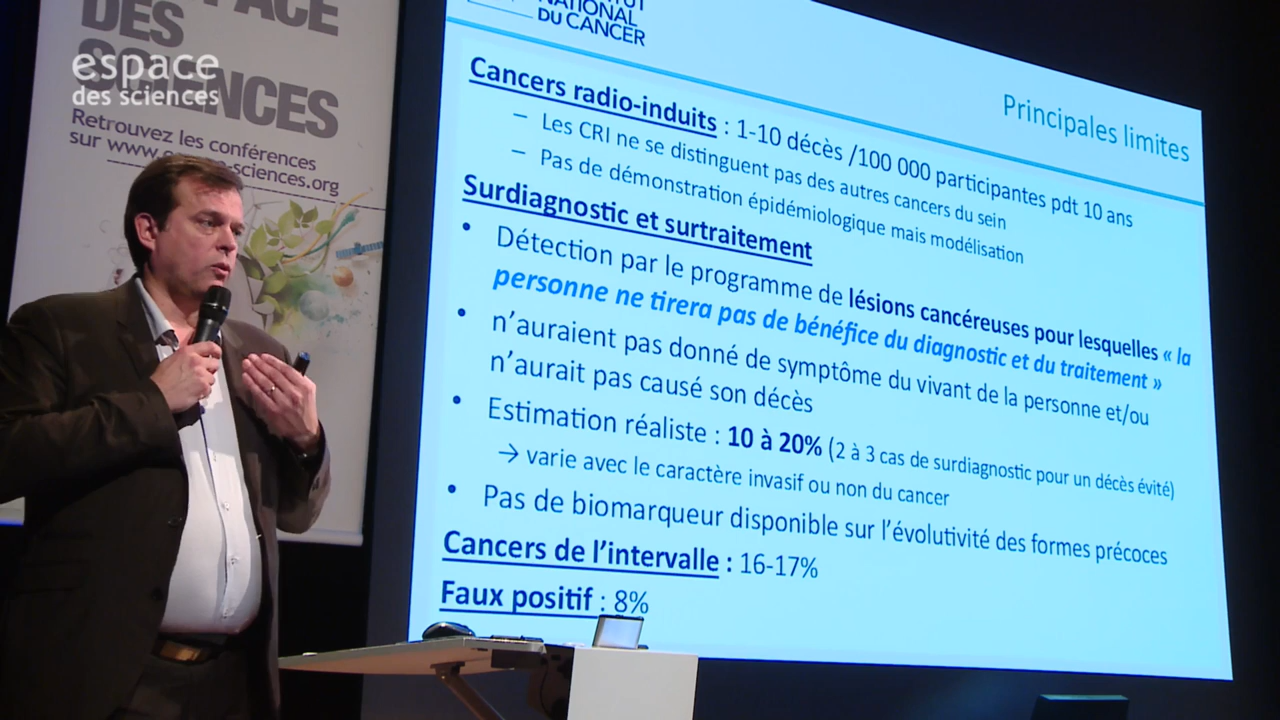 DES
SCIENCES
espace
des sciences
Retrouvez les conférences
sur
sciences.org
NATIONAL
DU CANCER
Principales limites
Cancers radio-induits : 1-10 décès /100 000 participantes pdt 10 ans
– Les CRI ne se distinguent pas des autres cancers du sein
– Pas de démonstration épidémiologique mais modélisation
Surdiagnostic et surtraitement
• Détection par le programme de lésions cancéreuses pour lesquelles « la
personne ne tirera pas de bénéfice du diagnostic et du traitement »
• n’auraient pas donné de symptôme du vivant de la personne et/ou
n’aurait pas causé son décès
• Estimation réaliste : 10 à 20% (2 à 3 cas de surdiagnostic pour un décès évité)
→ varie avec le caractère invasif ou non du cancer
• Pas de biomarqueur disponible sur l’évolutivité des formes précoces
Cancers de l’intervalle : 16-17%
Faux positif : 8%